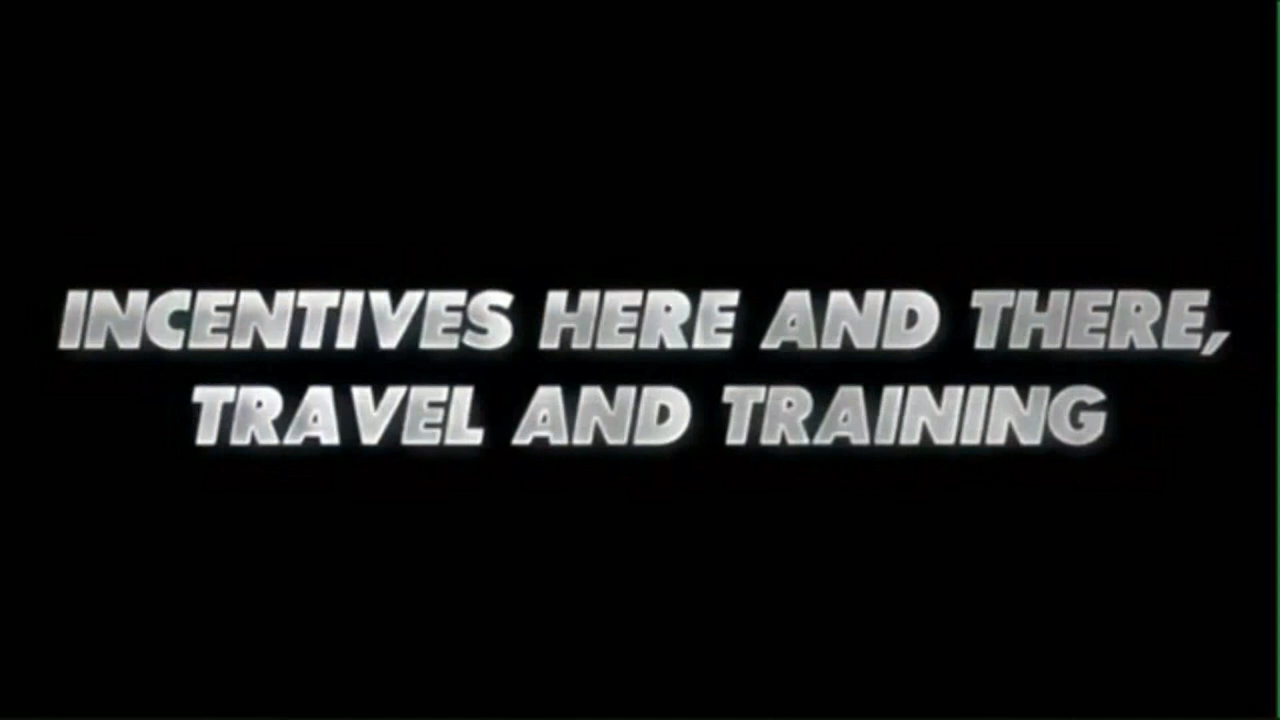 INCENTIVES HERE AND THERE,
TRAVEL AND TRAINING